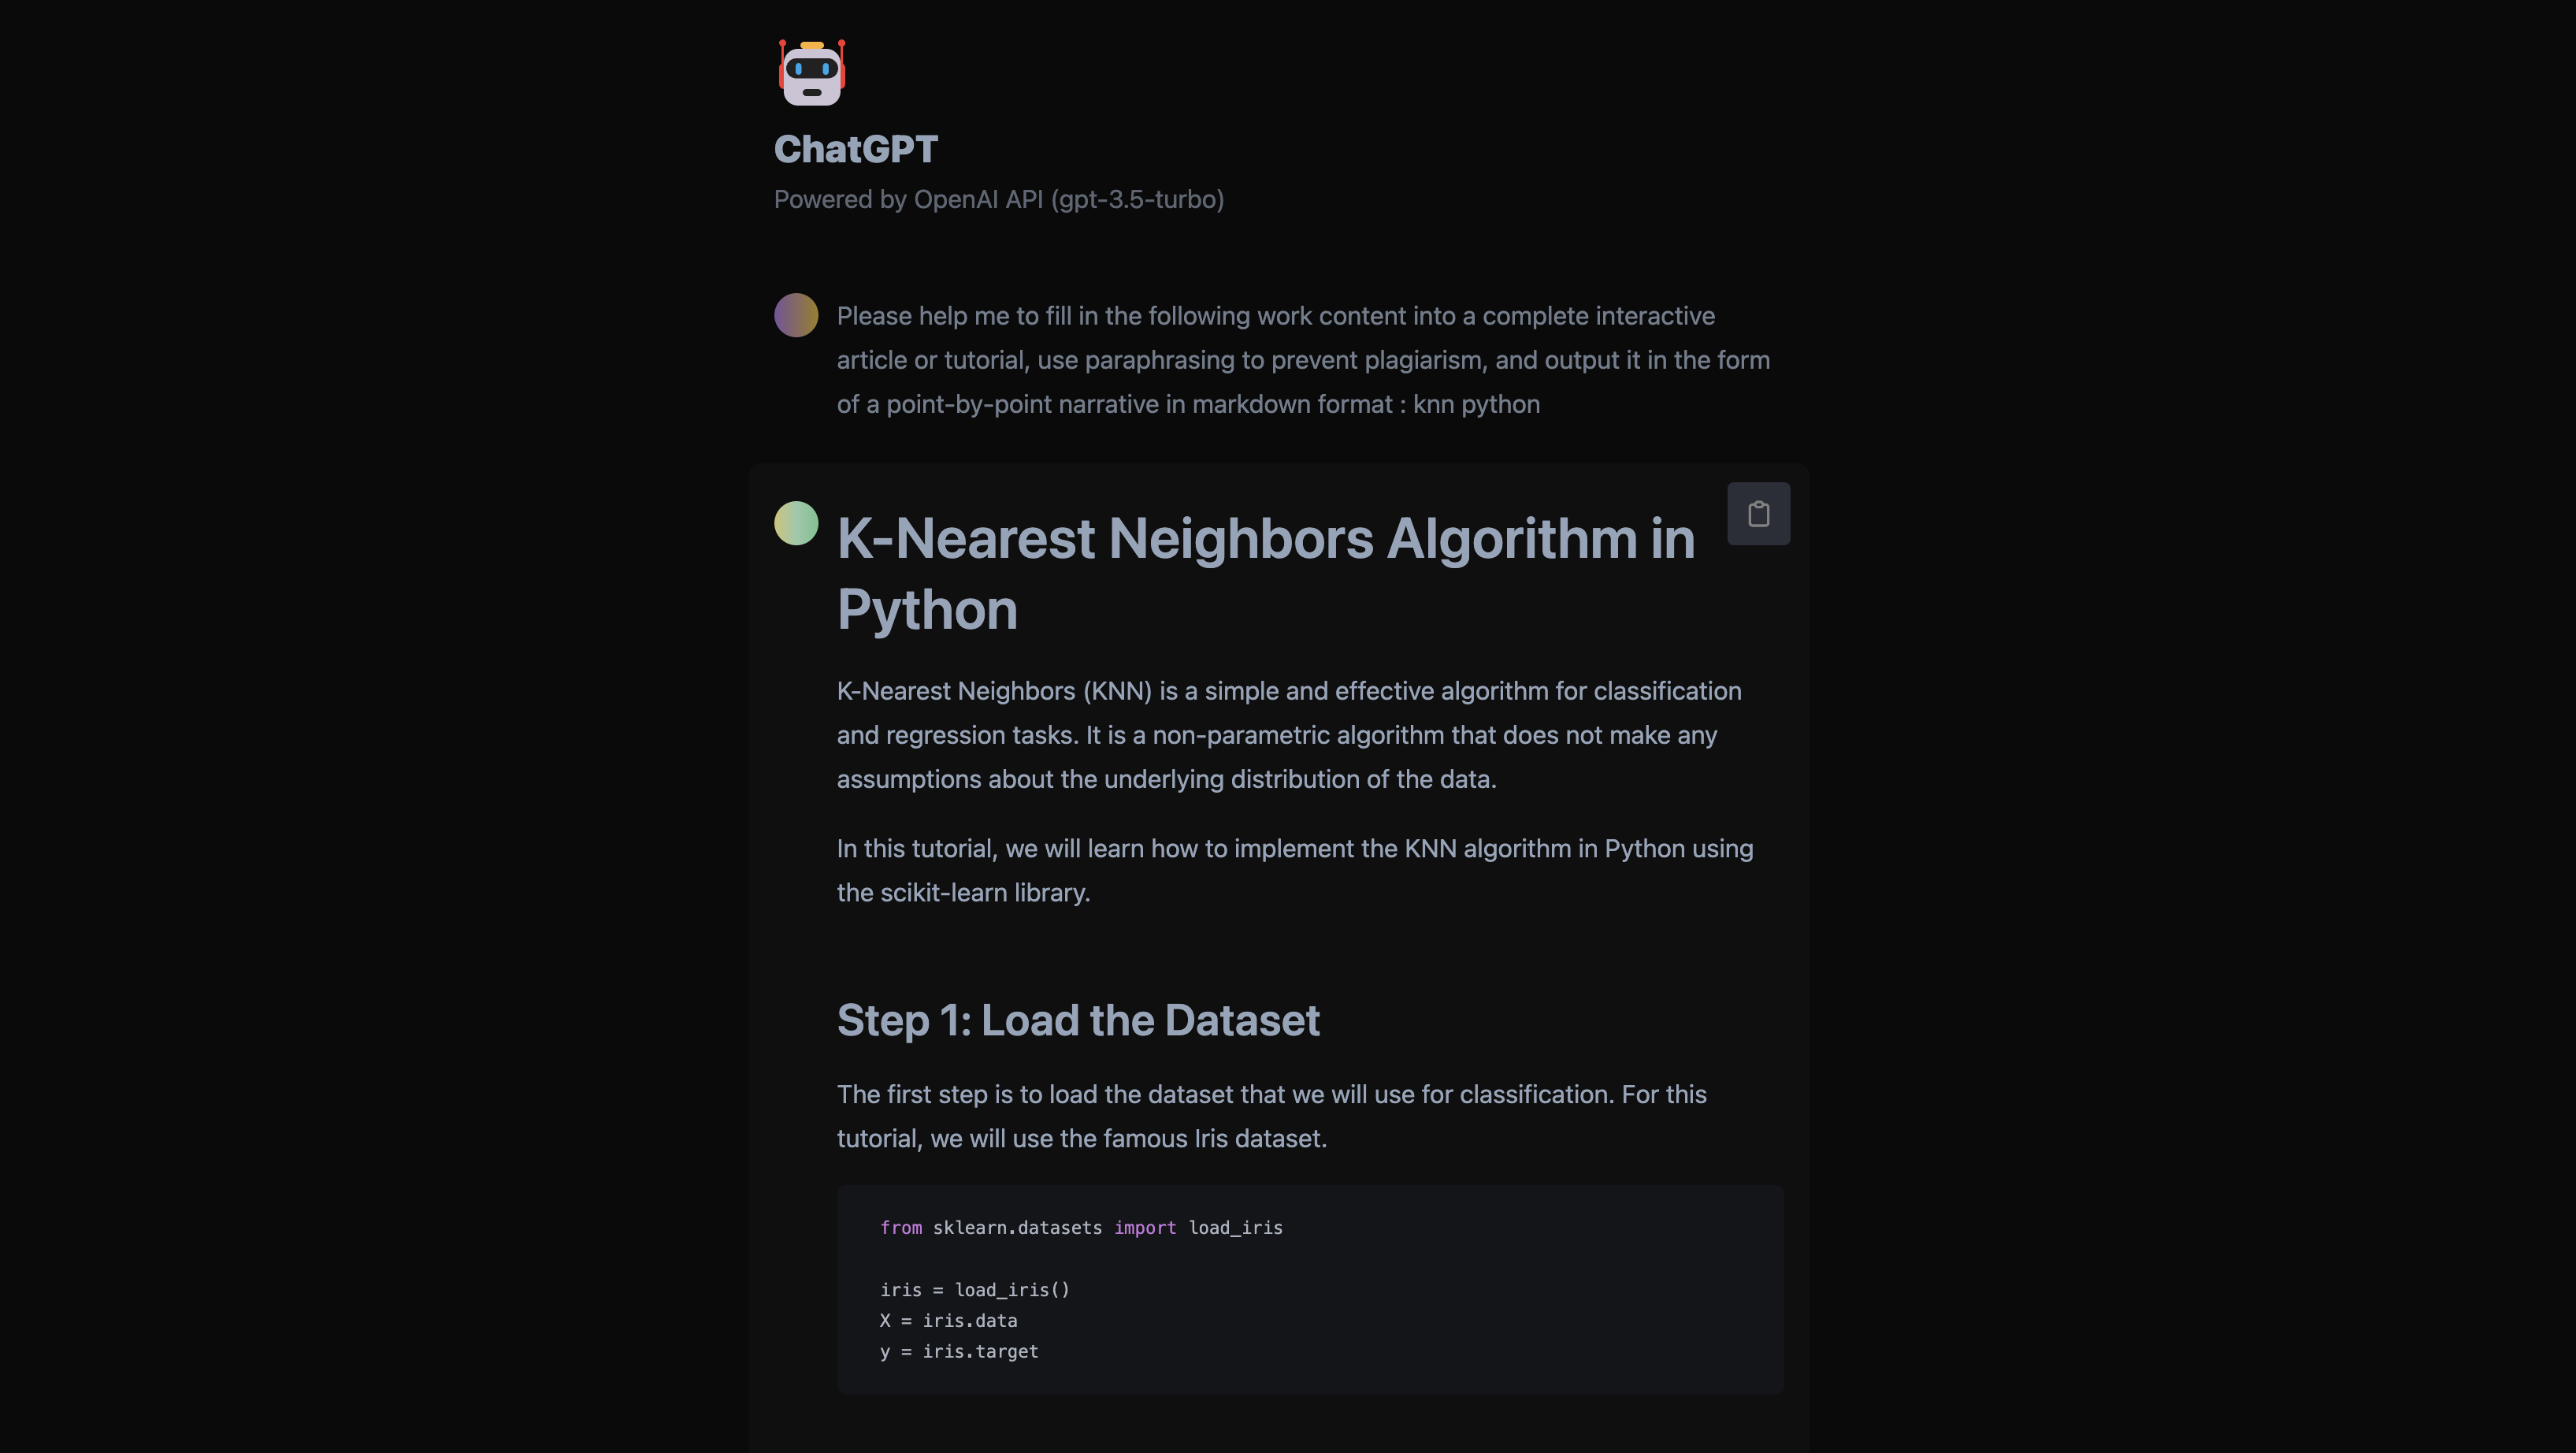 ChatGPT
Powered by OpenAI API (gpt-3.5-turbo)
Please help me to fill in the following work content into a complete interactive
article or tutorial, use paraphrasing to prevent plagiarism, and output it in the form
of a point-by-point narrative in markdown format : knn python
K-Nearest Neighbors Algorithm in
Python
K-Nearest Neighbors (KNN) is a simple and effective algorithm for classification
and regression tasks. It is a non-parametric algorithm that does not make any
assumptions about the underlying distribution of the data.
In this tutorial, we will learn how to implement the KNN algorithm in Python using
the scikit-learn library.
Step 1: Load the Dataset
The first step is to load the dataset that we will use for classification. For this
tutorial, we will use the famous Iris dataset.
from sklearn.datasets import load_iris
iris = load_iris()
X = iris.data
y = iris.target